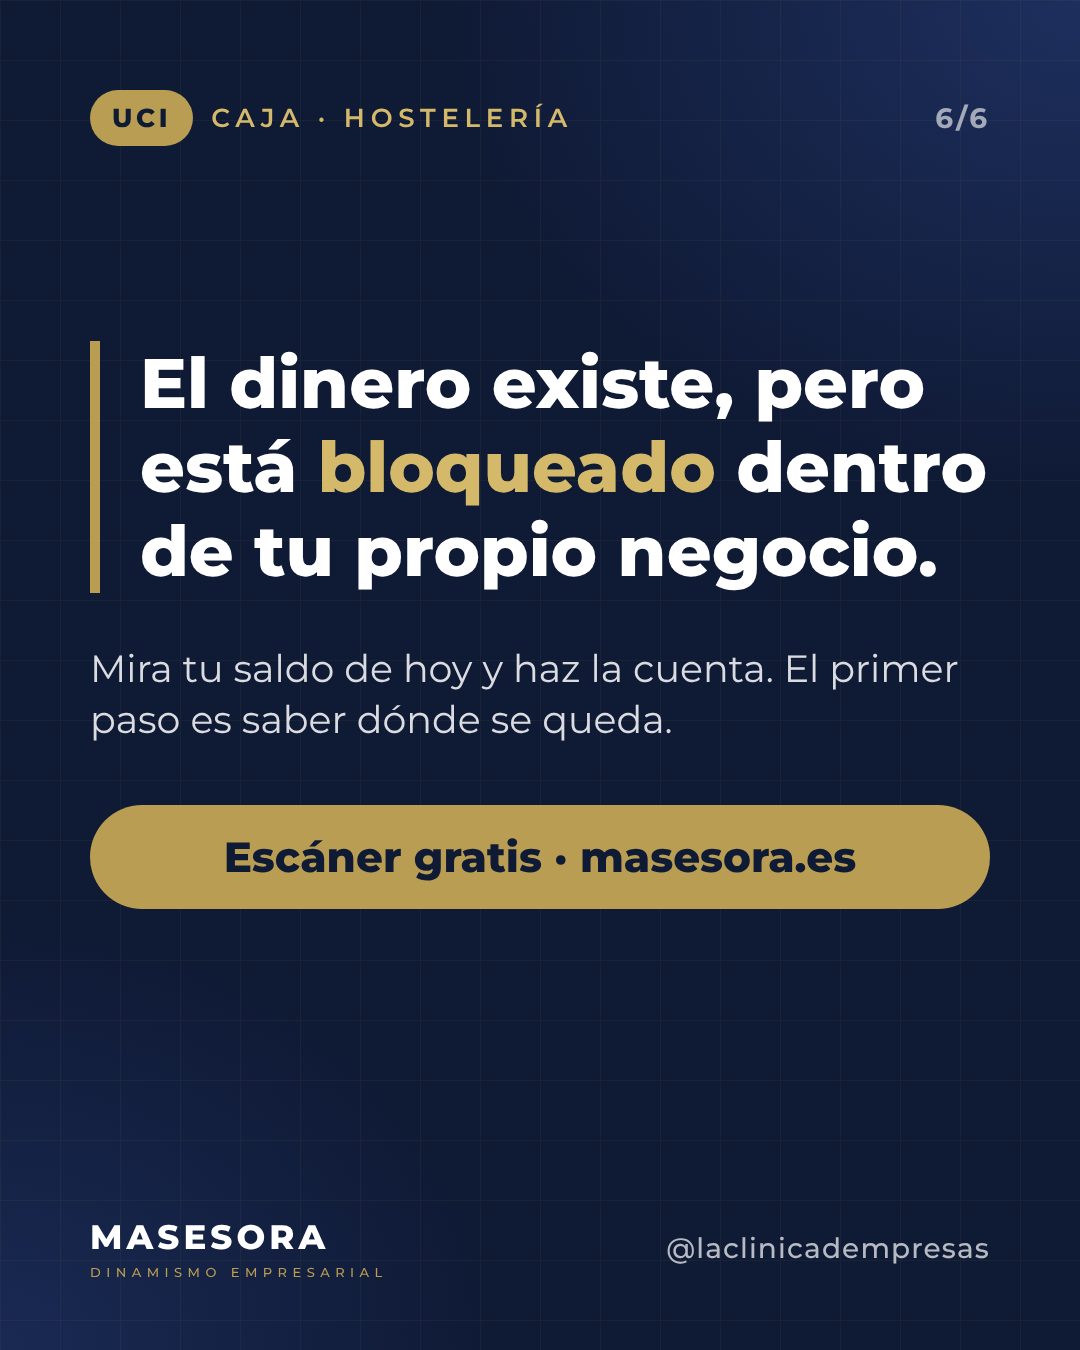 UCI CAJA · HOSTELERÍA 6/6
El dinero existe, pero
está bloqueado dentro
de tu propio negocio.
Mira tu saldo de hoy y haz la cuenta. El primer
paso es saber dónde se queda.
Escáner gratis · masesora.es
MASESORA
DINAMISMO EMPRESARIAL
@laclinicadempresas